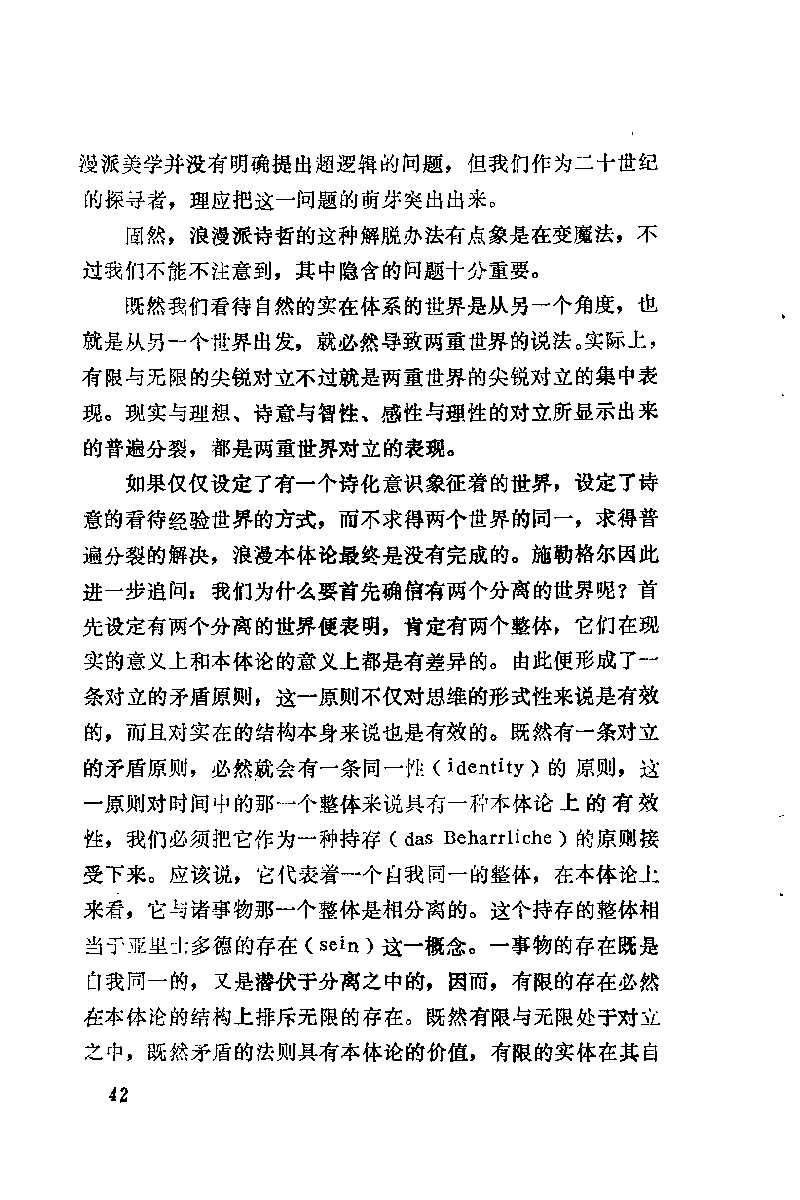 漫派美学并没有明确提出超逻辑的问题，但我们作为二十世纪
的探寻者，理应把这一问题的萌芽突出出来。
固然，浪漫派诗哲的这种解脱办法有点象是在变魔法，不
过我们不能不注意到，其中隐含的问题十分重要。
既然我们看待自然的实在体系的世界是从另一个角度，也
就是从另一个世界出发，就必然导致两重世界的说法。实际上，
有限与无限的尖锐对立不过就是两重世界的尖锐对立的集中表
现。现实与理想、诗意与智性、感性与理性的对立所显示出来
的普遍分裂，都是两重世界对立的表现。
如果仅仅设定了有一个诗化意识象征着的世界，设定了诗
意的看待经验世界的方式，而不求得两个世界的同一，求得普
遍分裂的解决，浪漫本体论最终是没有完成的。施勒格尔因此
进一步追问：我们为什么要首先确信有两个分离的世界呢？首
先设定有两个分离的世界便表明，肯定有两个整体，它们在现
实的意义上和本体论的意义上都是有差异的。由此便形成了一
条对立的矛盾原则，这一原则不仅对思维的形式性来说是有效
的，而且对实在的结构本身来说也是有效的。既然有一条对立
的矛盾原则，必然就会有一条同一性（identity）的 原则，这
一原则对时间中的那一个整体来说具有一种本体论上的有效
性，我们必须把它作为一种持存（das Beharrliche）的原则接
受下来。应该说，它代表着一个自我同一的整体，在本体论上
来看，它与诸事物那一个整体是相分离的。这个持存的整体相
当于亚里士多德的存在（sein）这一概念。一事物的存在既是
自我同一的，又是潜伏于分离之中的，因而，有限的存在必然
在本体论的结构上排斥无限的存在。既然有限与无限处于对立
之中，既然矛盾的法则具有本体论的价值，有限的实体在其自
42